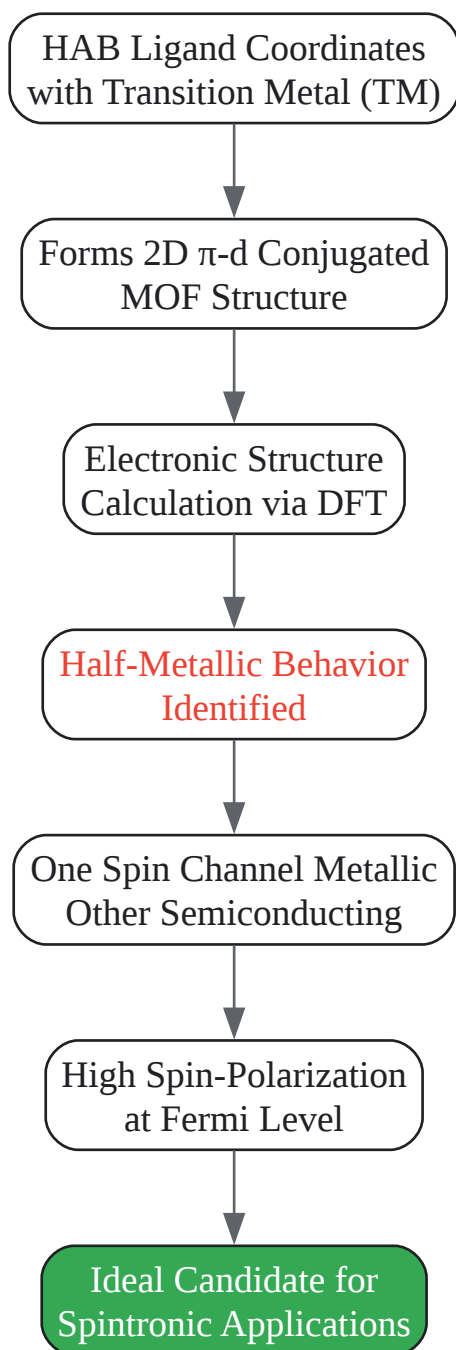 HAB Ligand Coordinates
with Transition Metal (TM)
Forms 2D π-d Conjugated
MOF Structure
Electronic Structure
Calculation via DFT
Half-Metallic Behavior
Identified
One Spin Channel Metallic
Other Semiconducting
High Spin-Polarization
at Fermi Level
Ideal Candidate for
Spintronic Applications